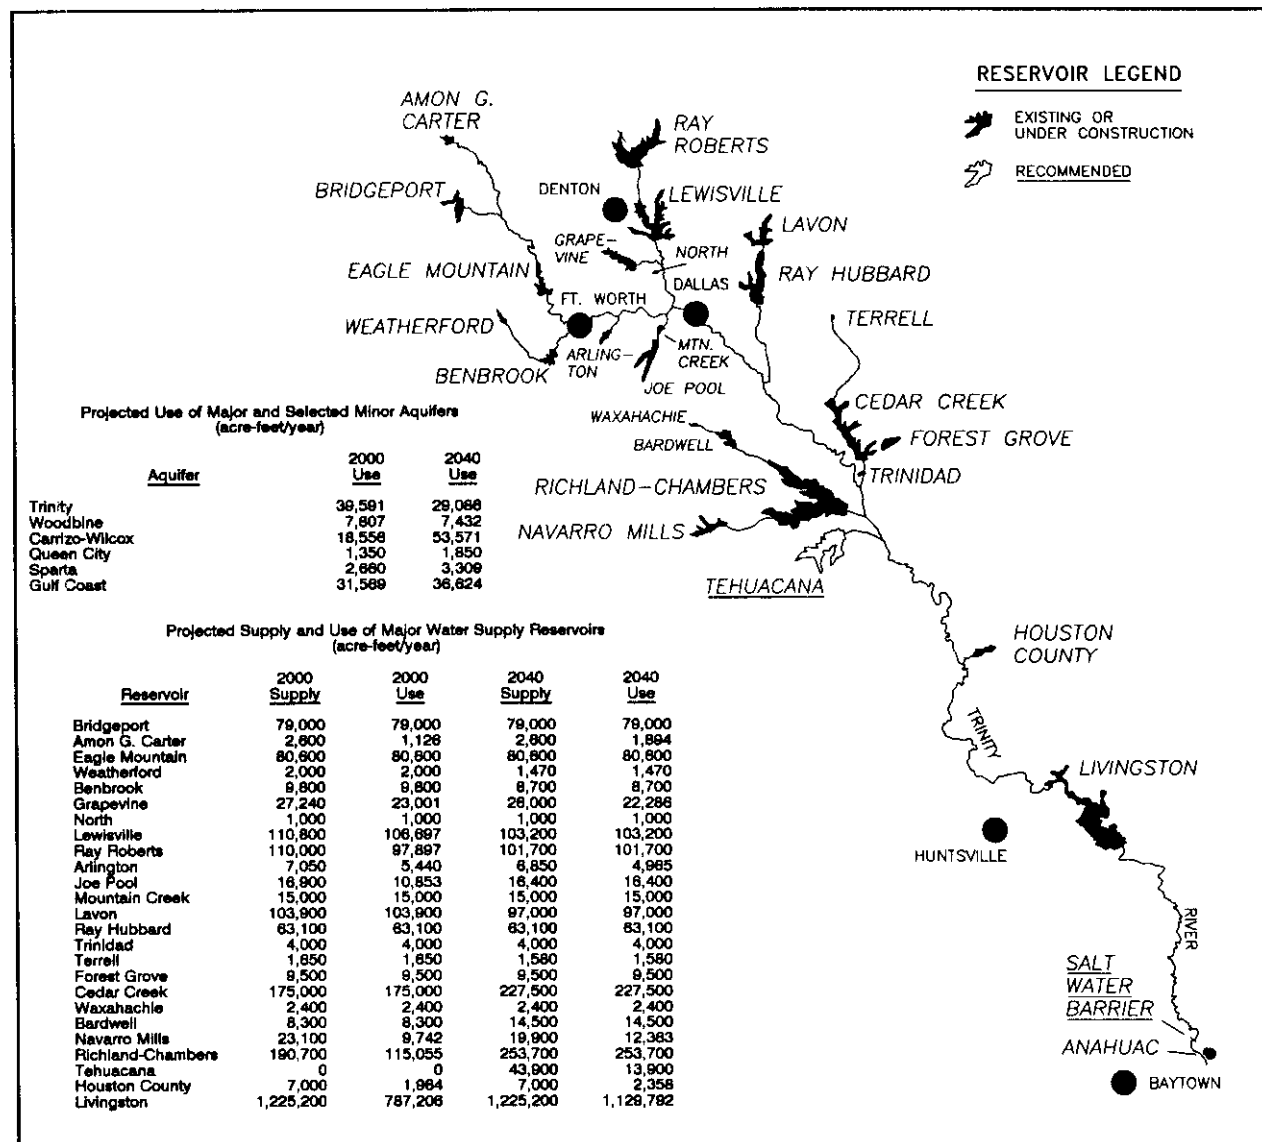 RESERVOIR LEGEND
EXISTING OR
UNDER CONSTRUCTION
RECOMMENDED
AMON G.
CARTER
RAY
ROBERTS
DENTON
LEWISVILLE
BRIDGEPORT
LAVON
GRAPE-
VINE
NORTH
EAGLE MOUNTAIN
DALLAS
RAY HUBBARD
FT. WORTH
WEATHERFORD
TERRELL
ARLING-
TON
MTN.
CREEK
BENBROOK
JOE POOL
CEDAR CREEK
WAXAHACHIE
BARDWELL
FOREST GROVE
TRINIDAD
RICHLAND-CHAMBERS
NAVARRO MILLS
TEHUACANA
HOUSTON
COUNTY
TRINITY
LIVINGSTON
HUNTSVILLE
RIVER
SALT
WATER
BARRIER
ANAHUAC
BAYTOWN
Projected Use of Major and Selected Minor Aquifers
(acre-feet/year)
2000 2040
Aquifer Use Use
Trinity 39,591 29,086
Woodbine 7,607 7,432
Carrizo-Wilcox 18,556 53,571
Queen City 1,350 1,850
Sparta 2,660 3,309
Gulf Coast 31,569 36,624
Projected Supply and Use of Major Water Supply Reservoirs
(acre-feet/year)
2000 2000 2040 2040
Reservoir Supply Use Supply Use
Bridgeport 79,000 79,000 79,000 79,000
Amon G. Carter 2,600 1,126 2,600 1,894
Eagle Mountain 80,600 80,600 80,600 80,600
Weatherford 2,000 2,000 1,470 1,470
Benbrook 9,800 9,800 8,700 8,700
Grapevine 27,240 23,001 26,000 22,286
North 1,000 1,000 1,000 1,000
Lewisville 110,800 106,697 103,200 103,200
Ray Roberts 110,000 97,897 101,700 101,700
Arlington 7,050 5,440 6,850 4,965
Joe Pool 16,900 10,853 16,400 16,400
Mountain Creek 15,000 15,000 15,000 15,000
Lavon 103,900 103,900 97,000 97,000
Ray Hubbard 63,100 63,100 63,100 63,100
Trinidad 4,000 4,000 4,000 4,000
Terrell 1,650 1,650 1,580 1,580
Forest Grove 9,500 9,500 9,500 9,500
Cedar Creek 175,000 175,000 227,500 227,500
Waxahachie 2,400 2,400 2,400 2,400
Bardwell 8,300 8,300 14,500 14,500
Navarro Mills 23,100 9,742 19,900 12,363
Richland-Chambers 190,700 115,055 253,700 253,700
Tehuacana 0 0 43,900 13,900
Houston County 7,000 1,964 7,000 2,358
Livingston 1,225,200 787,206 1,225,200 1,129,792